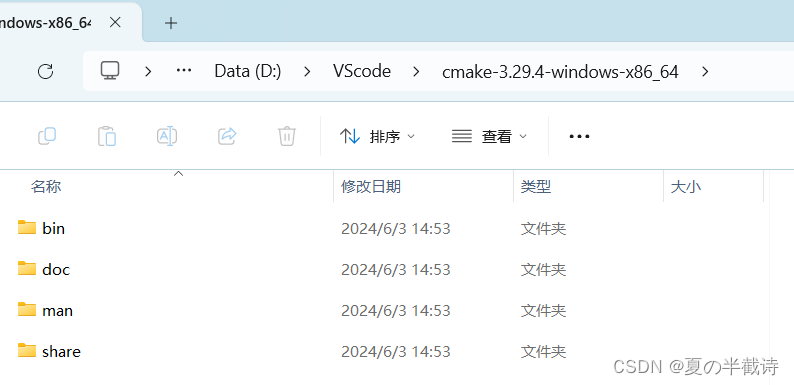 ndows-x86_64
Data (D:) VScode cmake-3.29.4-windows-x86_64
排序 查看
名称 修改日期 类型 大小
bin 2024/6/3 14:53 文件夹
doc 2024/6/3 14:53 文件夹
man 2024/6/3 14:53 文件夹
share 2024/6/3 14:53 文件夹
CSDN @夏の半截诗